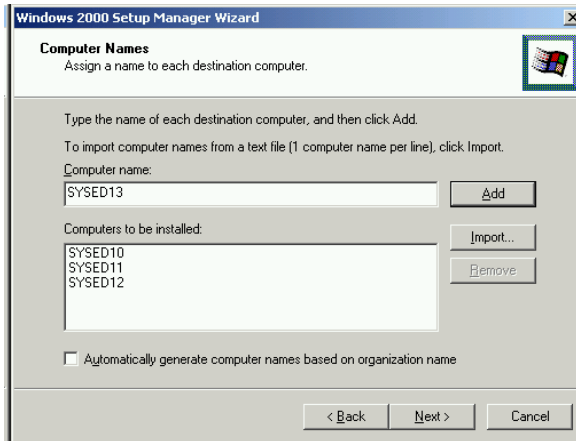 Windows 2000 Setup Manager Wizard
Computer Names
Assign a name to each destination computer.
Type the name of each destination computer, and then click Add.
To import computer names from a text file (1 computer name per line), click Import.
Computer name:
SYSED13
Add
Computers to be installed:
Import...
SYSED10
SYSED11
Remove
SYSED12
Automatically generate computer names based on organization name
< Back
Next >
Cancel